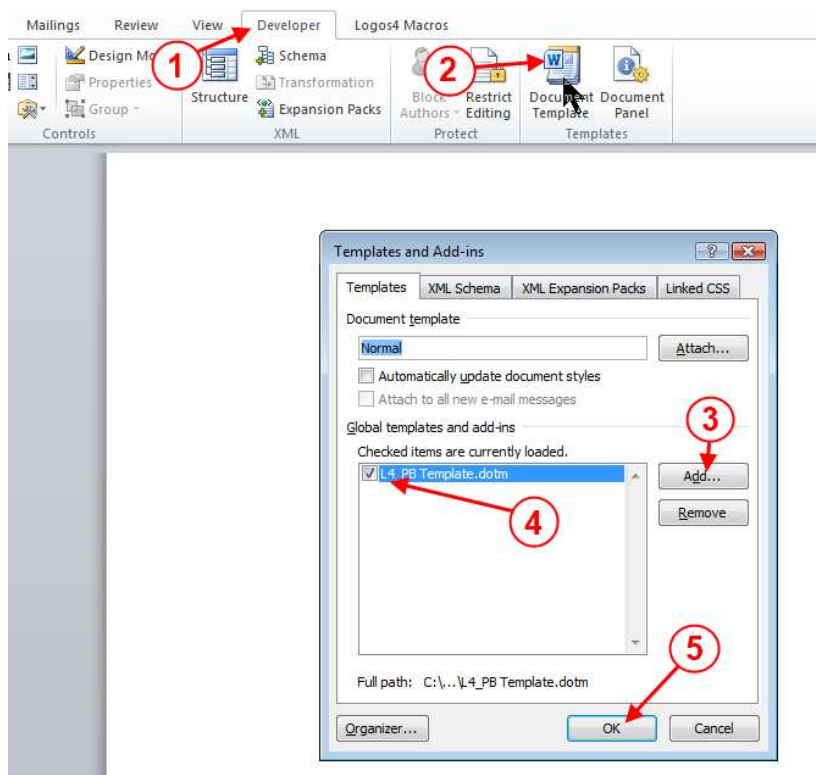 Mailings Review View Developer Logos4 Macros
1
2
Design Mo
Schema
Properties
Transformation
Structure
Block Authors
Restrict Editing
Document Template
Document Panel
Group
Expansion Packs
Controls XML Protect Templates
Templates and Add-ins
Templates XML Schema XML Expansion Packs Linked CSS
Document template
Normal Attach...
Automatically update document styles
Attach to all new e-mail messages
Global templates and add-ins
3
Checked items are currently loaded.
L4_PB Template.dotm Add...
4
Remove
5
Full path: C:\...\L4_PB Template.dotm
Organizer... OK Cancel